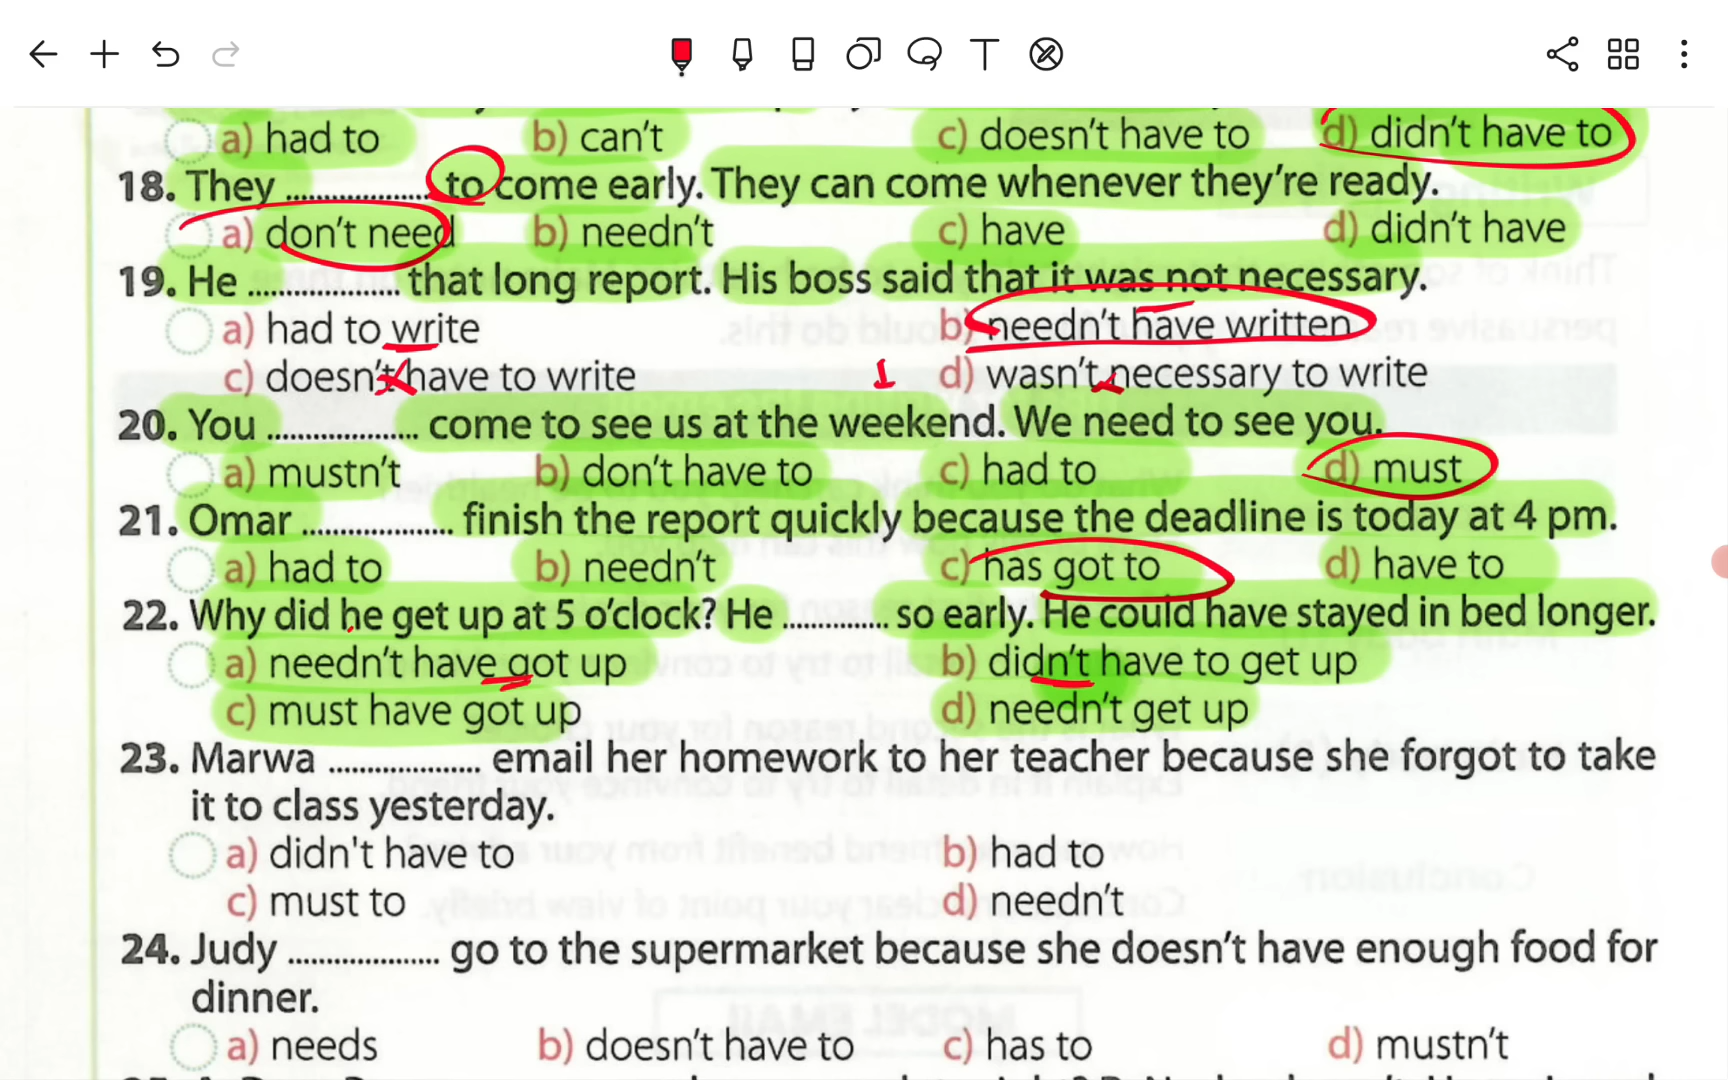 a) had to b) can't c) doesn't have to d) didn't have to
18. They .................. to come early. They can come whenever they're ready.
a) don't need b) needn't c) have d) didn't have
19. He .................. that long report. His boss said that it was not necessary.
a) had to write b) needn't have written
c) doesn't have to write d) wasn't necessary to write
20. You .................. come to see us at the weekend. We need to see you.
a) mustn't b) don't have to c) had to d) must
21. Omar .................. finish the report quickly because the deadline is today at 4 pm.
a) had to b) needn't c) has got to d) have to
22. Why did he get up at 5 o'clock? He ............. so early. He could have stayed in bed longer.
a) needn't have got up b) didn't have to get up
c) must have got up d) needn't get up
23. Marwa .................. email her homework to her teacher because she forgot to take
it to class yesterday.
a) didn't have to b) had to
c) must to d) needn't
24. Judy .................. go to the supermarket because she doesn't have enough food for
dinner.
a) needs b) doesn't have to c) has to d) mustn't